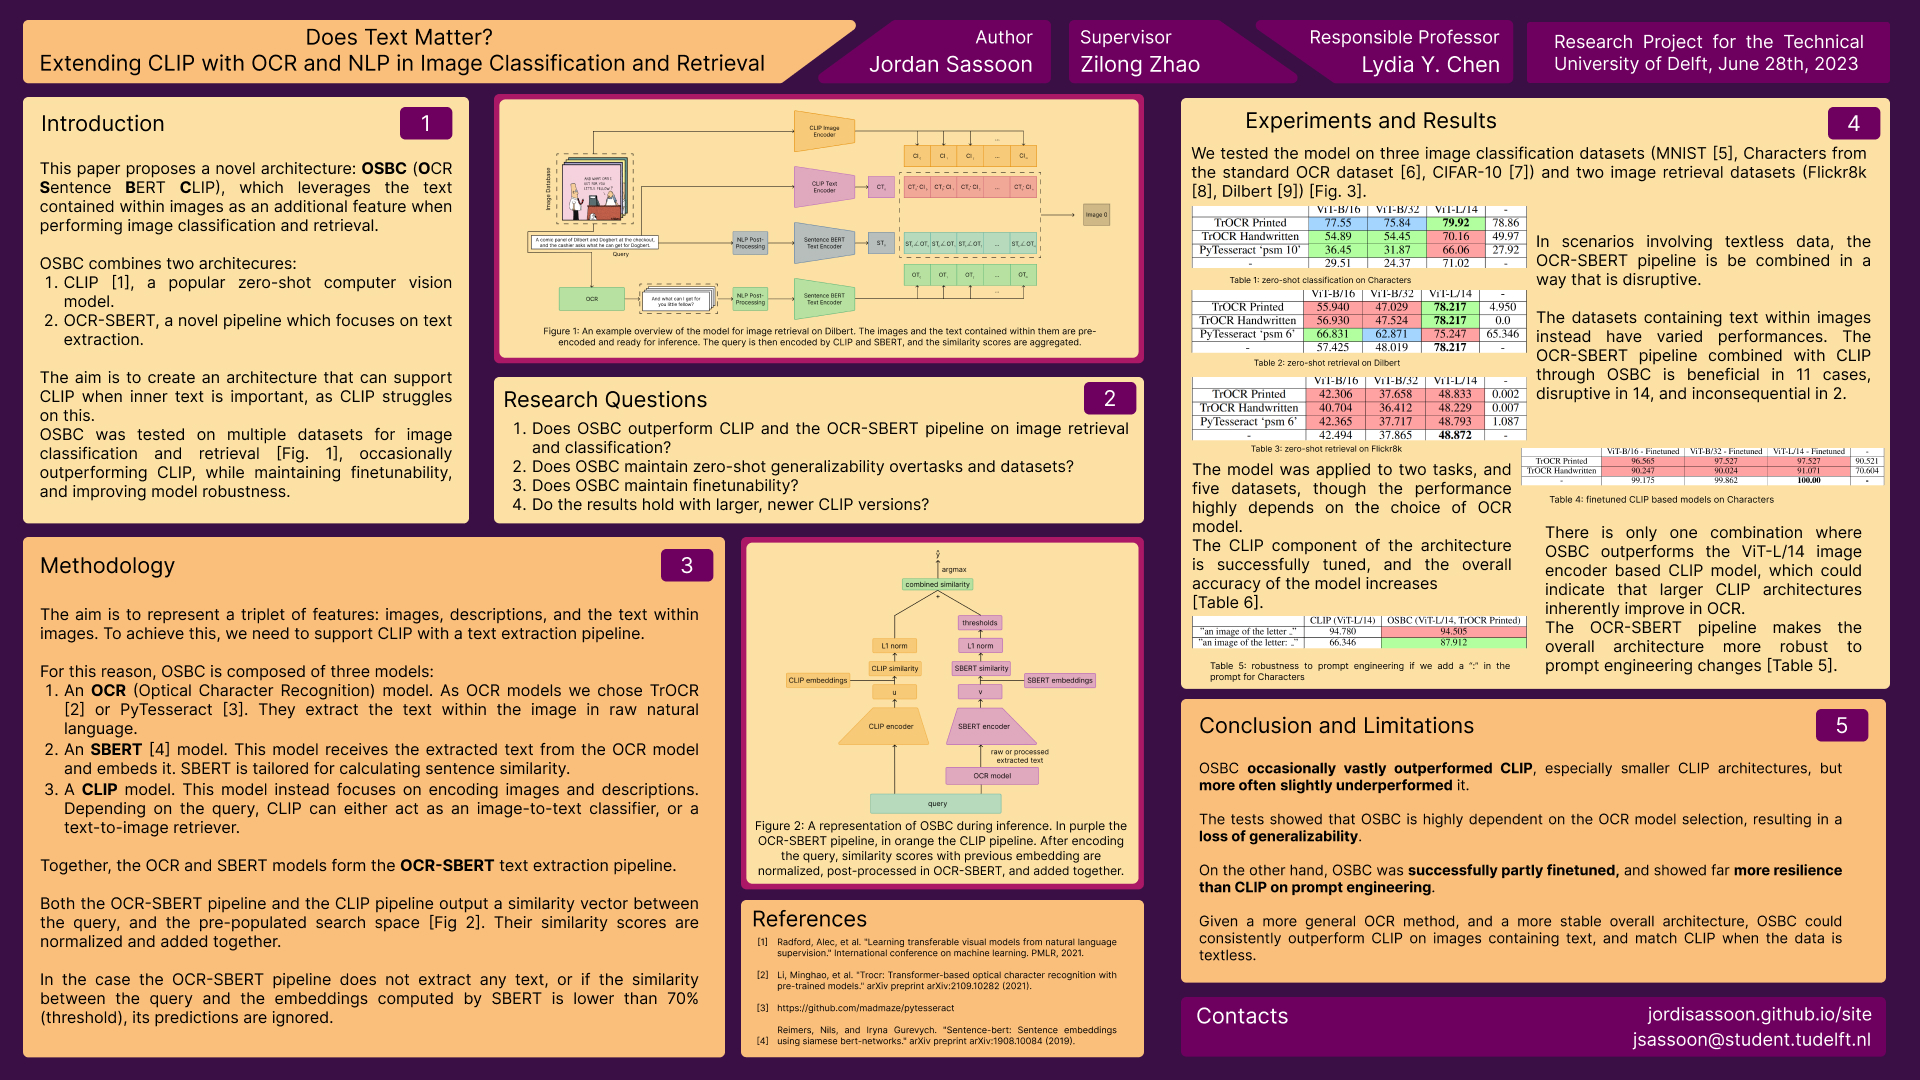 Does Text Matter?
Extending CLIP with OCR and NLP in Image Classification and Retrieval
Author
Jordan Sassoon
Supervisor
Zilong Zhao
Responsible Professor
Lydia Y. Chen
Research Project for the Technical
University of Delft, June 28th, 2023
Introduction
1
This paper proposes a novel architecture: OSBC (OCR
Sentence BERT CLIP), which leverages the text
contained within images as an additional feature when
performing image classification and retrieval.
OSBC combines two architecures:
1. CLIP [1], a popular zero-shot computer vision
model.
2. OCR-SBERT, a novel pipeline which focuses on text
extraction.
The aim is to create an architecture that can support
CLIP when inner text is important, as CLIP struggles
on this.
OSBC was tested on multiple datasets for image
classification and retrieval [Fig. 1], occasionally
outperforming CLIP, while maintaining finetunability,
and improving model robustness.
Image Database
A comic panel of Dilbert and Dogbert at the checkout,
and the cashier asks what he can get for Dogbert.
Query
OCR
And what can I get for
you little fellow?
NLP Post-
Processing
NLP Post-
Processing
CLIP Image
Encoder
CLIP Text
Encoder
Sentence BERT
Text Encoder
Sentence BERT
Text Encoder
Image 0
Figure 1: An example overview of the model for image retrieval on Dilbert. The images and the text contained within them are pre-
encoded and ready for inference. The query is then encoded by CLIP and SBERT, and the similarity scores are aggregated.
Research Questions
2
1. Does OSBC outperform CLIP and the OCR-SBERT pipeline on image retrieval
and classification?
2. Does OSBC maintain zero-shot generalizability overtasks and datasets?
3. Does OSBC maintain finetunability?
4. Do the results hold with larger, newer CLIP versions?
Methodology
3
The aim is to represent a triplet of features: images, descriptions, and the text within
images. To achieve this, we need to support CLIP with a text extraction pipeline.
For this reason, OSBC is composed of three models:
1. An OCR (Optical Character Recognition) model. As OCR models we chose TrOCR
[2] or PyTesseract [3]. They extract the text within the image in raw natural
language.
2. An SBERT [4] model. This model receives the extracted text from the OCR model
and embeds it. SBERT is tailored for calculating sentence similarity.
3. A CLIP model. This model instead focuses on encoding images and descriptions.
Depending on the query, CLIP can either act as an image-to-text classifier, or a
text-to-image retriever.
Together, the OCR and SBERT models form the OCR-SBERT text extraction pipeline.
Both the OCR-SBERT pipeline and the CLIP pipeline output a similarity vector between
the query, and the pre-populated search space [Fig 2]. Their similarity scores are
normalized and added together.
In the case the OCR-SBERT pipeline does not extract any text, or if the similarity
between the query and the embeddings computed by SBERT is lower than 70%
(threshold), its predictions are ignored.
argmax
combined similarity
+
thresholds
L1 norm
L1 norm
CLIP similarity
SBERT similarity
CLIP embeddings
SBERT embeddings
u
v
CLIP encoder
SBERT encoder
raw or processed
extracted text
OCR model
query
Figure 2: A representation of OSBC during inference. In purple the
OCR-SBERT pipeline, in orange the CLIP pipeline. After encoding
the query, similarity scores with previous embedding are
normalized, post-processed in OCR-SBERT, and added together.
References
[1] Radford, Alec, et al. "Learning transferable visual models from natural language
supervision." International conference on machine learning. PMLR, 2021.
[2] Li, Minghao, et al. "Trocr: Transformer-based optical character recognition with
pre-trained models." arXiv preprint arXiv:2109.10282 (2021).
[3] https://github.com/madmaze/pytesseract
Reimers, Nils, and Iryna Gurevych. "Sentence-bert: Sentence embeddings
[4] using siamese bert-networks." arXiv preprint arXiv:1908.10084 (2019).
Experiments and Results
4
We tested the model on three image classification datasets (MNIST [5], Characters from
the standard OCR dataset [6], CIFAR-10 [7]) and two image retrieval datasets (Flickr8k
[8], Dilbert [9]) [Fig. 3].
ViT-B/16 ViT-B/32 ViT-L/14 -
TrOCR Printed 77.55 75.84 79.92 78.86
TrOCR Handwritten 54.89 54.45 70.16 49.97
PyTesseract 'psm 10' 36.45 31.87 66.06 27.92
- 29.51 24.37 71.02 -
Table 1: zero-shot classification on Characters
ViT-B/16 ViT-B/32 ViT-L/14 -
TrOCR Printed 55.940 47.029 78.217 4.950
TrOCR Handwritten 56.930 47.524 78.217 0.0
PyTesseract 'psm 6' 66.831 62.871 75.247 65.346
- 57.425 48.019 78.217 -
Table 2: zero-shot retrieval on Dilbert
ViT-B/16 ViT-B/32 ViT-L/14 -
TrOCR Printed 42.306 37.658 48.833 0.002
TrOCR Handwritten 40.704 36.412 48.229 0.007
PyTesseract 'psm 6' 42.365 37.717 48.793 1.087
- 42.494 37.865 48.872 -
Table 3: zero-shot retrieval on Flickr8k
In scenarios involving textless data, the
OCR-SBERT pipeline is be combined in a
way that is disruptive.
The datasets containing text within images
instead have varied performances. The
OCR-SBERT pipeline combined with CLIP
through OSBC is beneficial in 11 cases,
disruptive in 14, and inconsequential in 2.
ViT-B/16 - Finetuned ViT-B/32 - Finetuned ViT-L/14 - Finetuned -
TrOCR Printed 96.565 97.527 97.527 90.521
TrOCR Handwritten 90.247 90.024 91.071 70.604
- 99.175 99.862 100.00 -
Table 4: finetuned CLIP based models on Characters
The model was applied to two tasks, and
five datasets, though the performance
highly depends on the choice of OCR
model.
The CLIP component of the architecture
is successfully tuned, and the overall
accuracy of the model increases
[Table 6].
CLIP (ViT-L/14) OSBC (ViT-L/14, TrOCR Printed)
"an image of the letter .." 94.780 94.505
"an image of the letter: .." 66.346 87.912
Table 5: robustness to prompt engineering if we add a ":" in the
prompt for Characters
There is only one combination where
OSBC outperforms the ViT-L/14 image
encoder based CLIP model, which could
indicate that larger CLIP architectures
inherently improve in OCR.
The OCR-SBERT pipeline makes the
overall architecture more robust to
prompt engineering changes [Table 5].
Conclusion and Limitations
5
OSBC occasionally vastly outperformed CLIP, especially smaller CLIP architectures, but
more often slightly underperformed it.
The tests showed that OSBC is highly dependent on the OCR model selection, resulting in a
loss of generalizability.
On the other hand, OSBC was successfully partly finetuned, and showed far more resilience
than CLIP on prompt engineering.
Given a more general OCR method, and a more stable overall architecture, OSBC could
consistently outperform CLIP on images containing text, and match CLIP when the data is
textless.
Contacts
jordisassoon.github.io/site
jsassoon@student.tudelft.nl